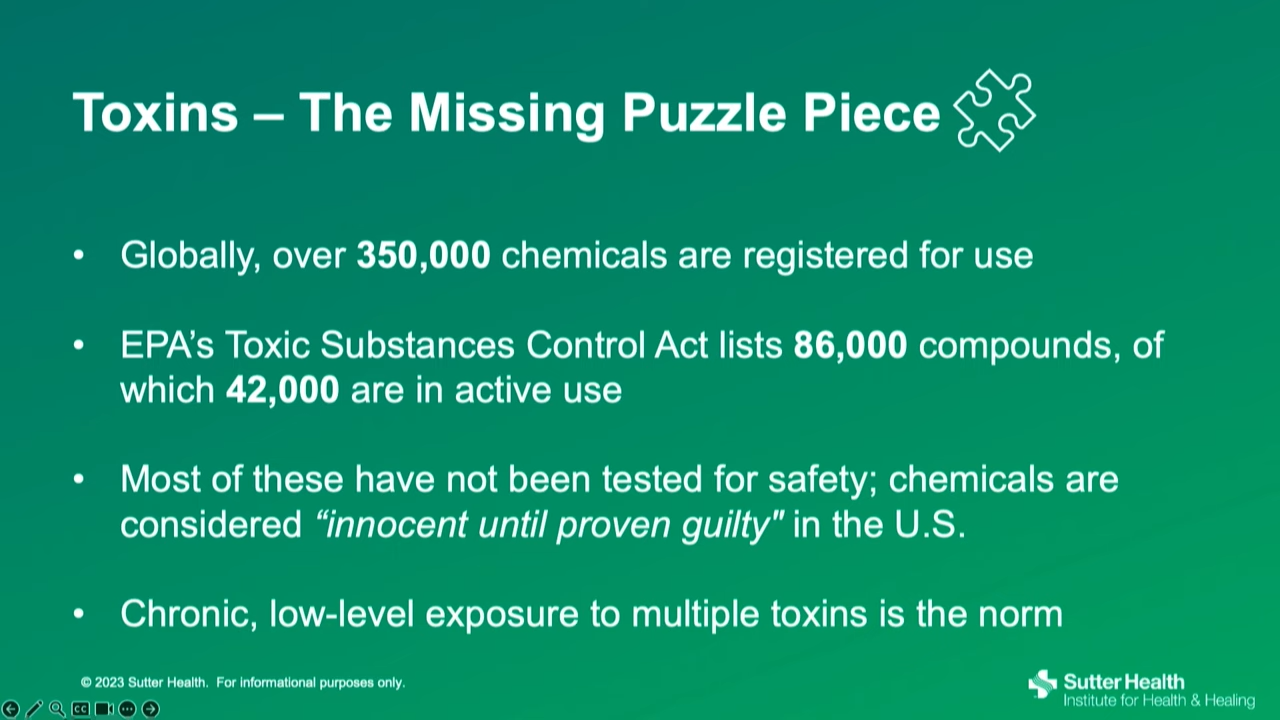 Toxins – The Missing Puzzle Piece
• Globally, over 350,000 chemicals are registered for use
• EPA’s Toxic Substances Control Act lists 86,000 compounds, of
which 42,000 are in active use
• Most of these have not been tested for safety; chemicals are
considered “innocent until proven guilty" in the U.S.
• Chronic, low-level exposure to multiple toxins is the norm
© 2023 Sutter Health. For informational purposes only.
Sutter Health
Institute for Health & Healing
CC